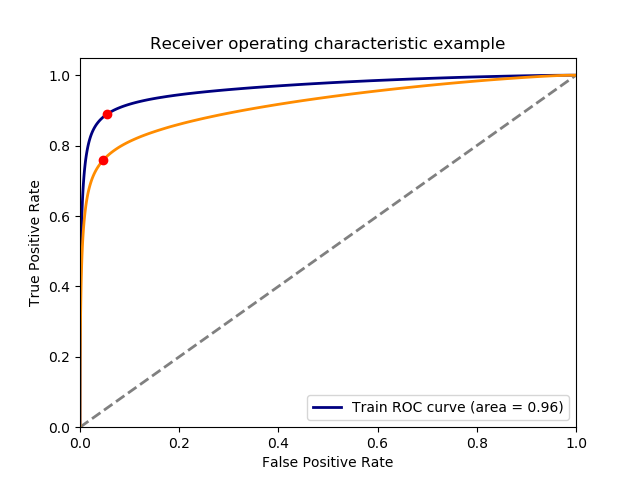 Receiver operating characteristic example
True Positive Rate
1.0
0.8
0.6
0.4
0.2
0.0
Train ROC curve (area = 0.96)
0.0 0.2 0.4 0.6 0.8 1.0
False Positive Rate